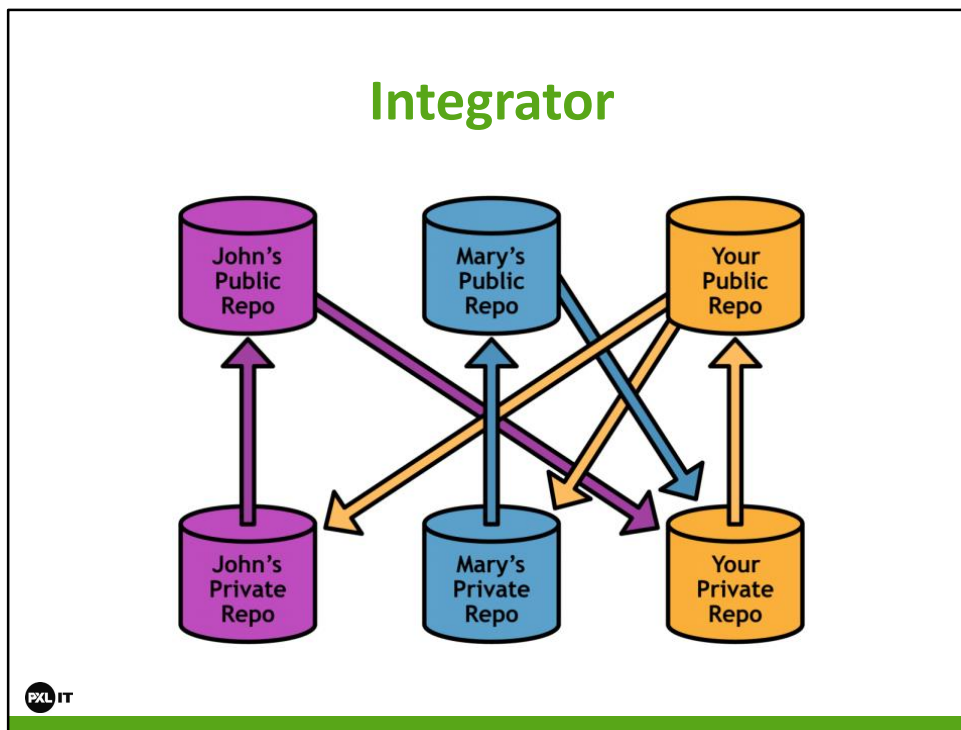 Integrator
John's
Public
Repo
Mary's
Public
Repo
Your
Public
Repo
John's
Private
Repo
Mary's
Private
Repo
Your
Private
Repo
PXL IT